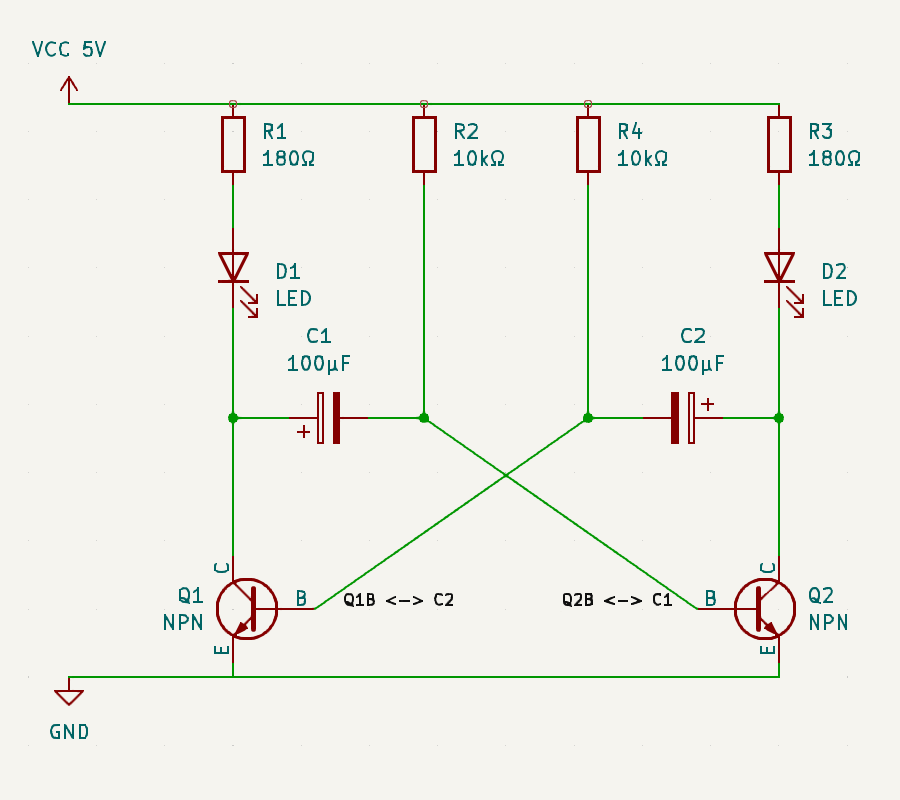 VCC 5V
R1
180Ω
R2
10kΩ
R4
10kΩ
R3
180Ω
D1
LED
D2
LED
C1
100µF
C2
100µF
+
+
C
C
Q1
NPN
B
Q1B <-> C2
Q2B <-> C1
B
Q2
NPN
E
E
GND